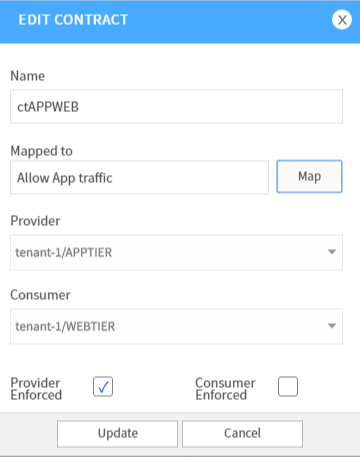 EDIT CONTRACT
Name
ctAPPWEB
Mapped to
Allow App traffic
Map
Provider
tenant-1/APPTIER
Consumer
tenant-1/WEBTIER
Provider
Enforced
Consumer
Enforced
Update
Cancel